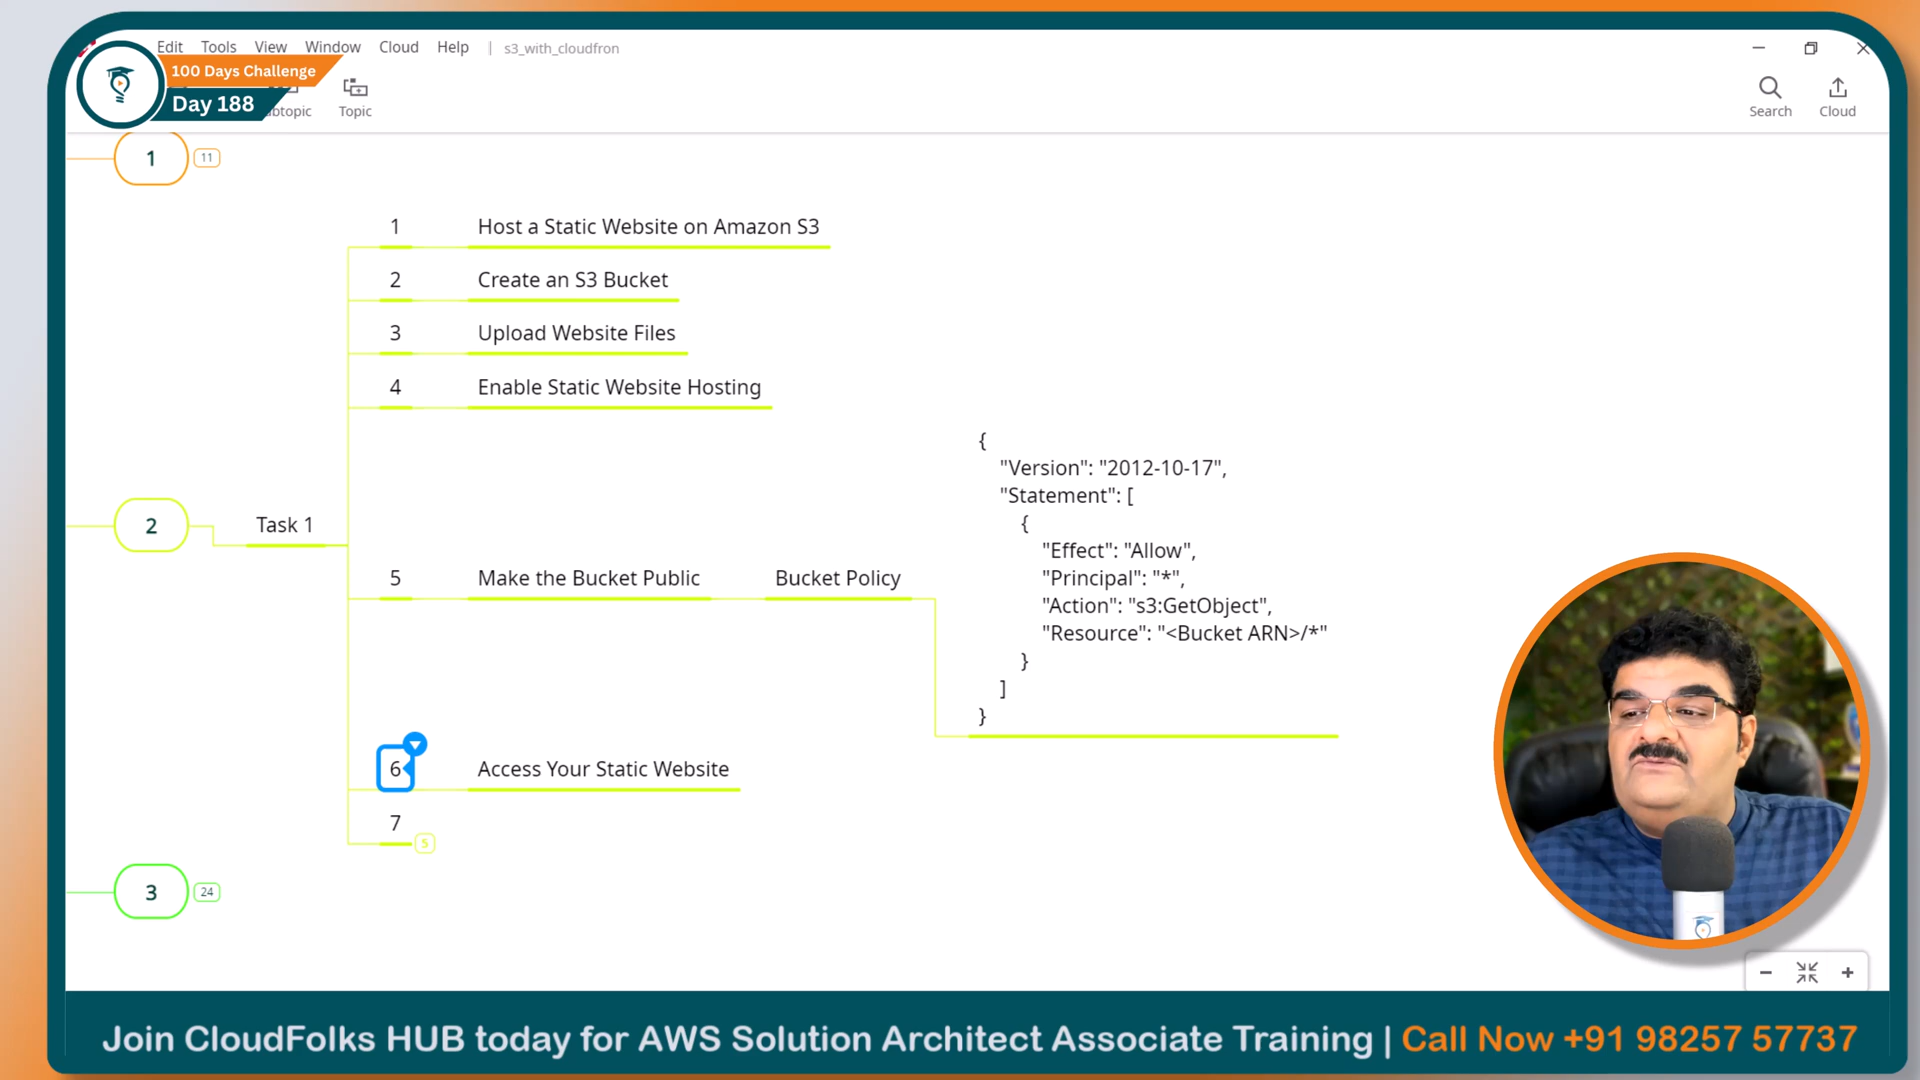 Edit Tools View Window Cloud Help | s3_with_cloudfron
100 Days Challenge
Day 188
Topic
Search Cloud
1 11
1 Host a Static Website on Amazon S3
2 Create an S3 Bucket
3 Upload Website Files
4 Enable Static Website Hosting
2 Task 1
5 Make the Bucket Public Bucket Policy
{
"Version": "2012-10-17",
"Statement": [
{
"Effect": "Allow",
"Principal": "*",
"Action": "s3:GetObject",
"Resource": "<Bucket ARN>/*"
}
]
}
6 Access Your Static Website
7 5
3 24
Join CloudFolks HUB today for AWS Solution Architect Associate Training | Call Now +91 98257 57737